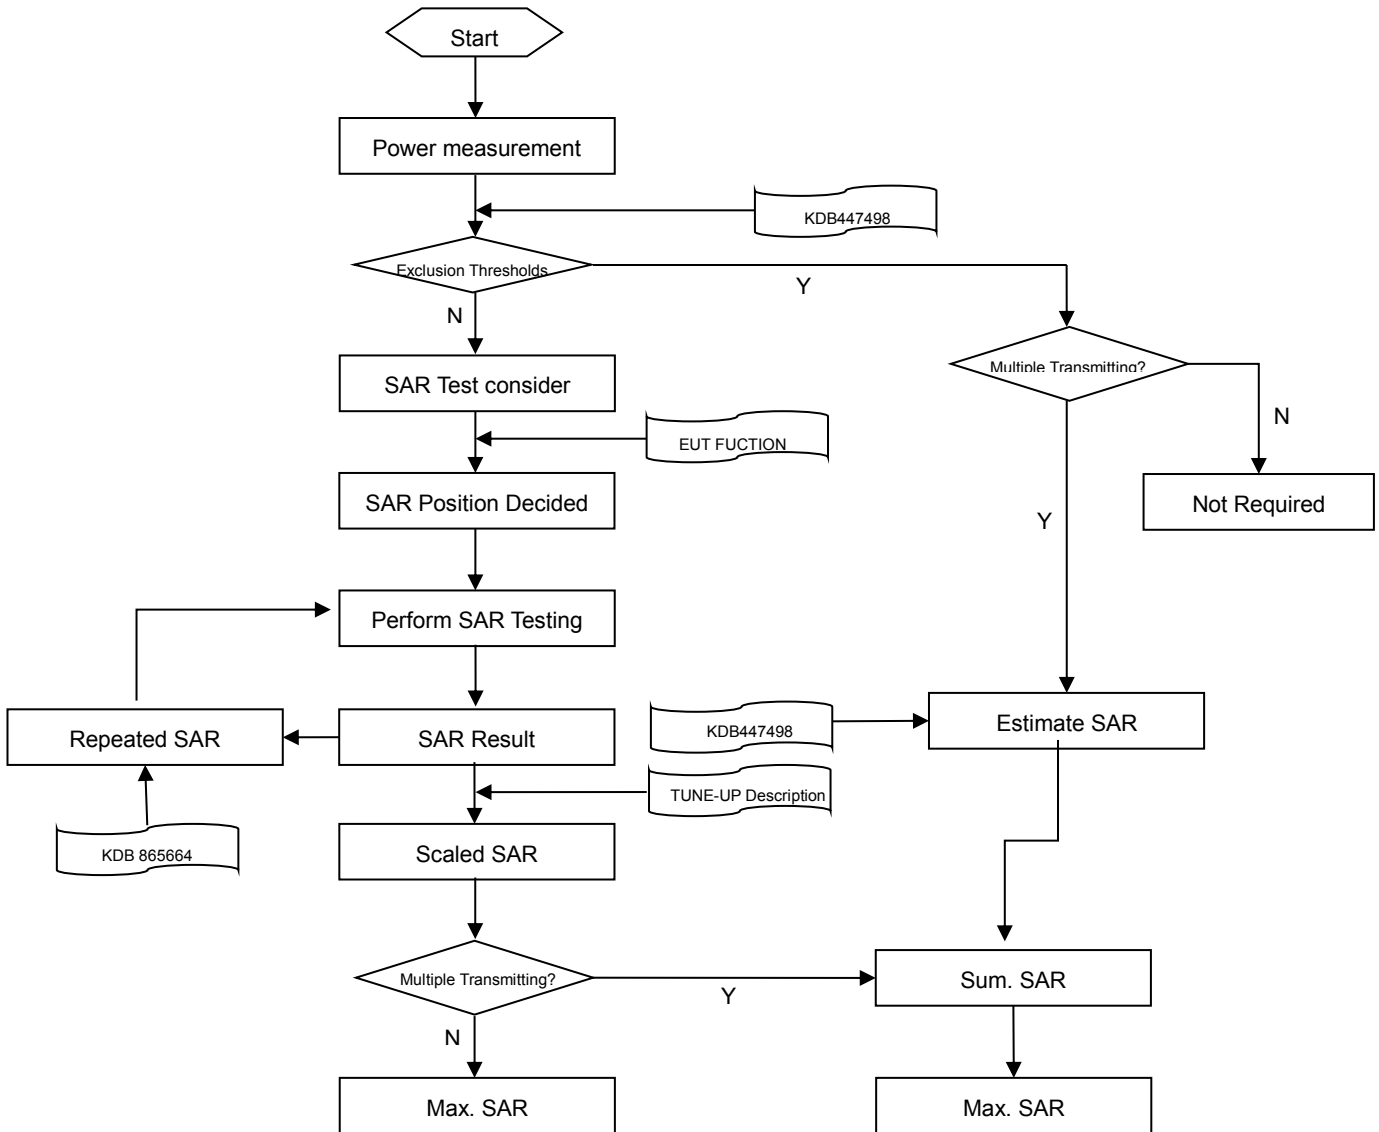 Start
Power measurement
KDB447498
Exclusion Thresholds
Y
N
Multiple Transmitting?
SAR Test consider
N
EUT FUCTION
SAR Position Decided
Not Required
Y
Perform SAR Testing
Repeated SAR
SAR Result
KDB447498
Estimate SAR
TUNE-UP Description
KDB 865664
Scaled SAR
Multiple Transmitting?
Y
Sum. SAR
N
Max. SAR
Max. SAR